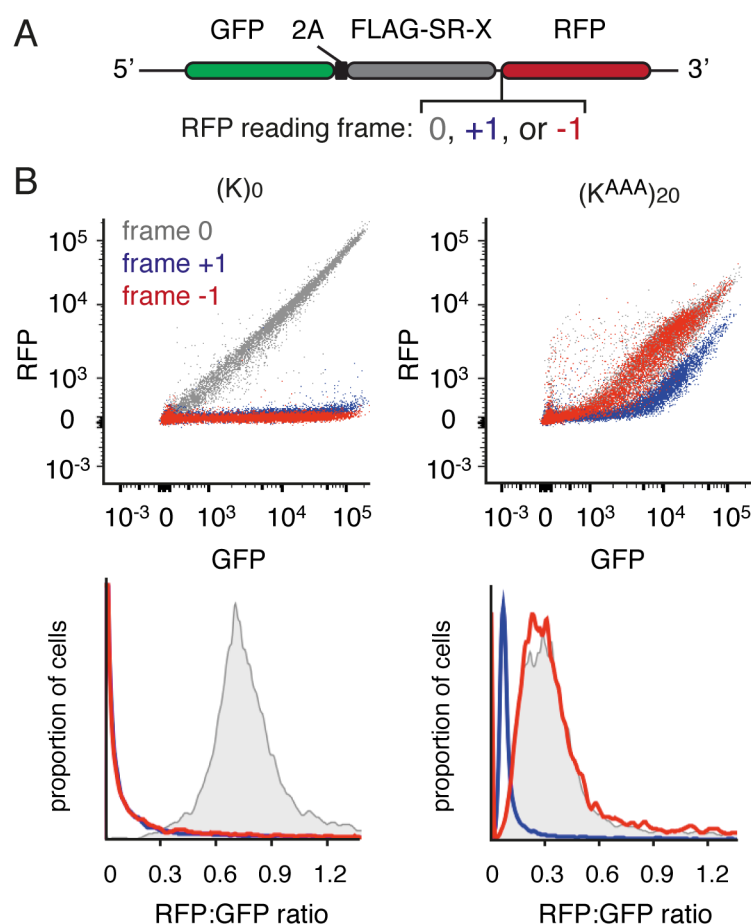 A
GFP 2A FLAG-SR-X RFP
5’ 3’
RFP reading frame: 0, +1, or -1
B
(K)0 (K^AAA)20
frame 0
frame +1
frame -1
RFP
10^5
10^4
10^3
0
10^-3
10^-3 0 10^3 10^4 10^5
GFP
RFP
10^5
10^4
10^3
0
10^-3
10^-3 0 10^3 10^4 10^5
GFP
proportion of cells
0 0.3 0.6 0.9 1.2
RFP:GFP ratio
proportion of cells
0 0.3 0.6 0.9 1.2
RFP:GFP ratio